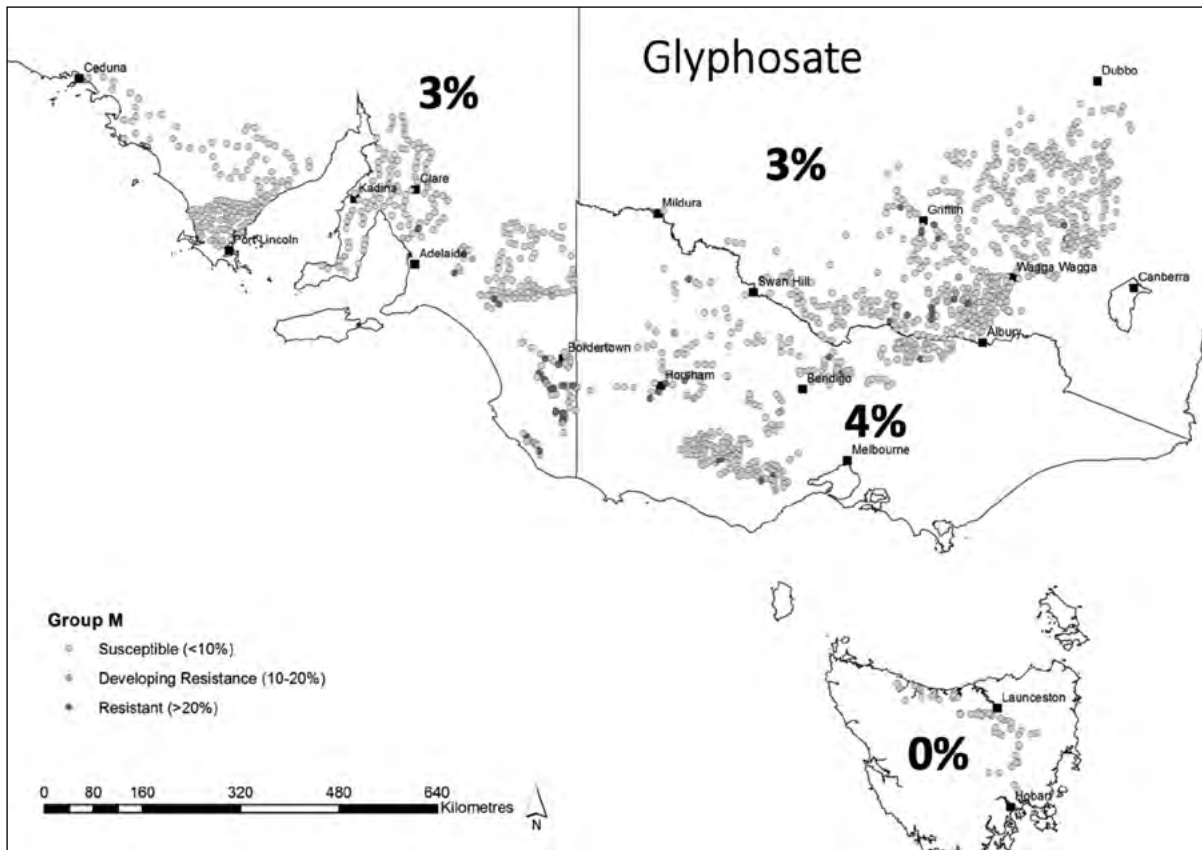 Glyphosate
Ceduna
Dubbo
3%
3%
Clare
Kadina
Mildura
Griffith
Port Lincoln
Adelaide
Wagga Wagga
Swan Hill
Canberra
Albury
Bordertown
Horsham
Bendigo
4%
Melbourne
Group M
Susceptible (<10%)
Developing Resistance (10-20%)
Resistant (>20%)
Launceston
0%
Hobart
0 80 160 320 480 640
Kilometres
N